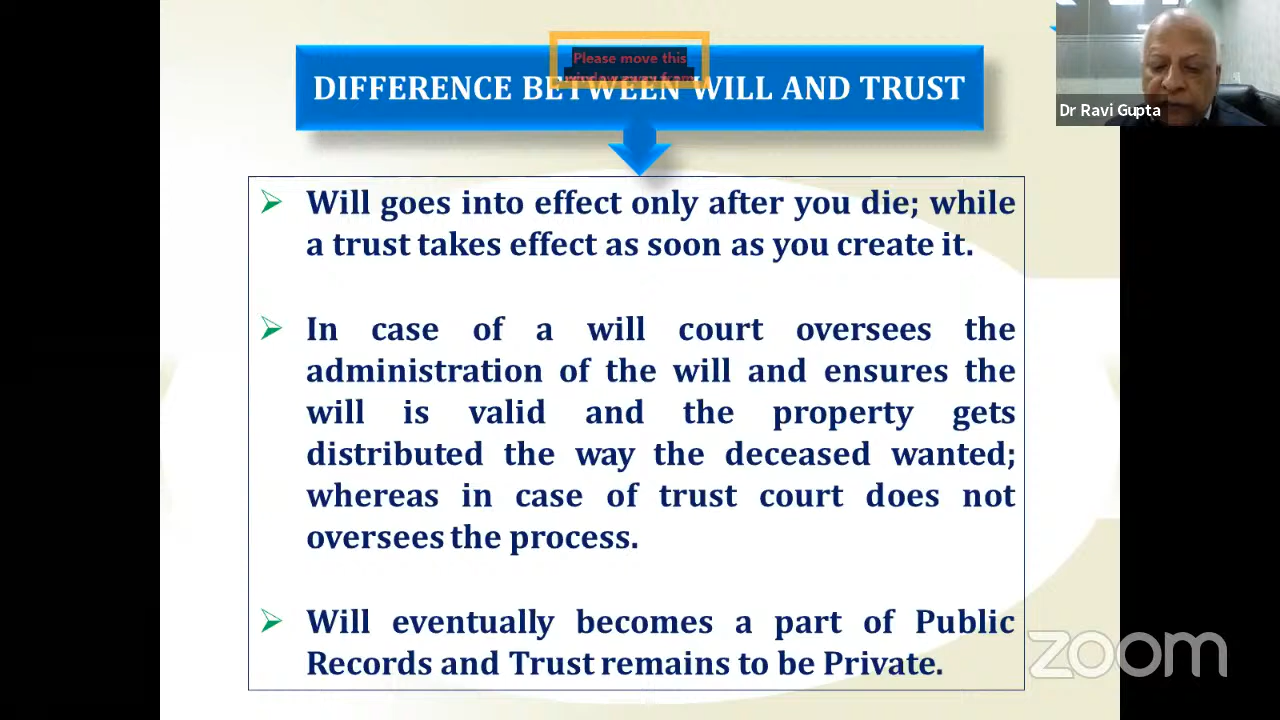 Please move this
window away from
DIFFERENCE BETWEEN WILL AND TRUST
Dr Ravi Gupta
Will goes into effect only after you die; while
a trust takes effect as soon as you create it.
In case of a will court oversees the
administration of the will and ensures the
will is valid and the property gets
distributed the way the deceased wanted;
whereas in case of trust court does not
oversees the process.
Will eventually becomes a part of Public
Records and Trust remains to be Private.
zoom